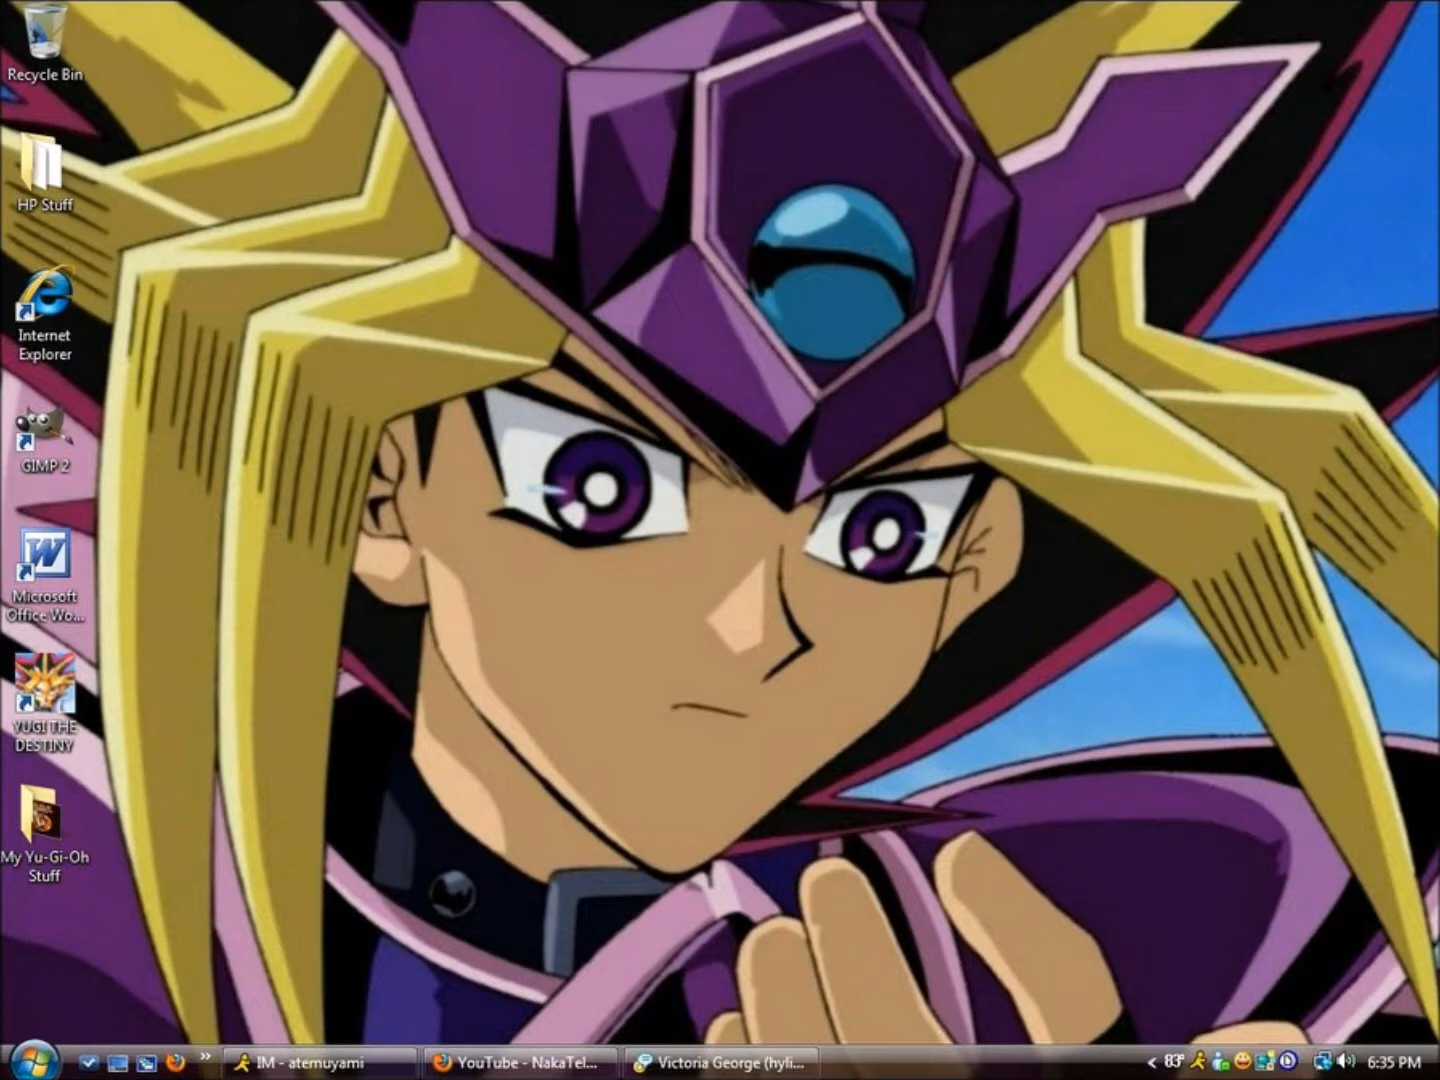 Recycle Bin
HP Stuff
Internet
Explorer
GIMP 2
Microsoft
Office Wo...
YUGI THE
DESTINY
My Yu-Gi-Oh
Stuff
IM - atemuyami
YouTube - NakaTel...
Victoria George (hyli...
83°
6:35 PM